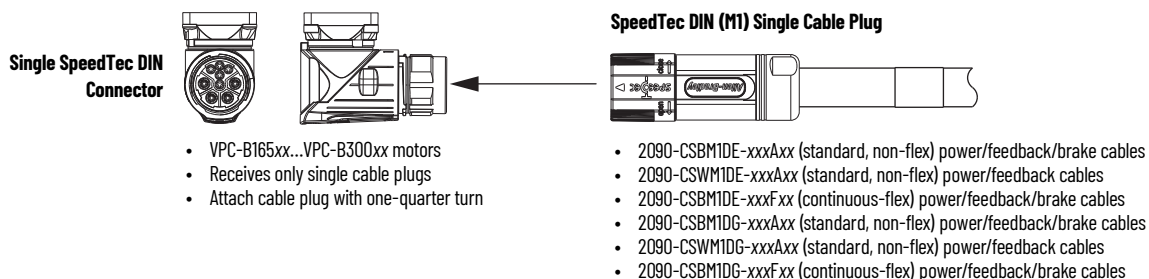 SpeedTec DIN (M1) Single Cable Plug
Single SpeedTec DIN
Connector
Allen-Bradley
• VPC-B165xx...VPC-B300xx motors
• Receives only single cable plugs
• Attach cable plug with one-quarter turn
• 2090-CSBM1DE-xxxAxx (standard, non-flex) power/feedback/brake cables
• 2090-CSWM1DE-xxxAxx (standard, non-flex) power/feedback cables
• 2090-CSBM1DE-xxxFxx (continuous-flex) power/feedback/brake cables
• 2090-CSBM1DG-xxxAxx (standard, non-flex) power/feedback/brake cables
• 2090-CSWM1DG-xxxAxx (standard, non-flex) power/feedback cables
• 2090-CSBM1DG-xxxFxx (continuous-flex) power/feedback/brake cables